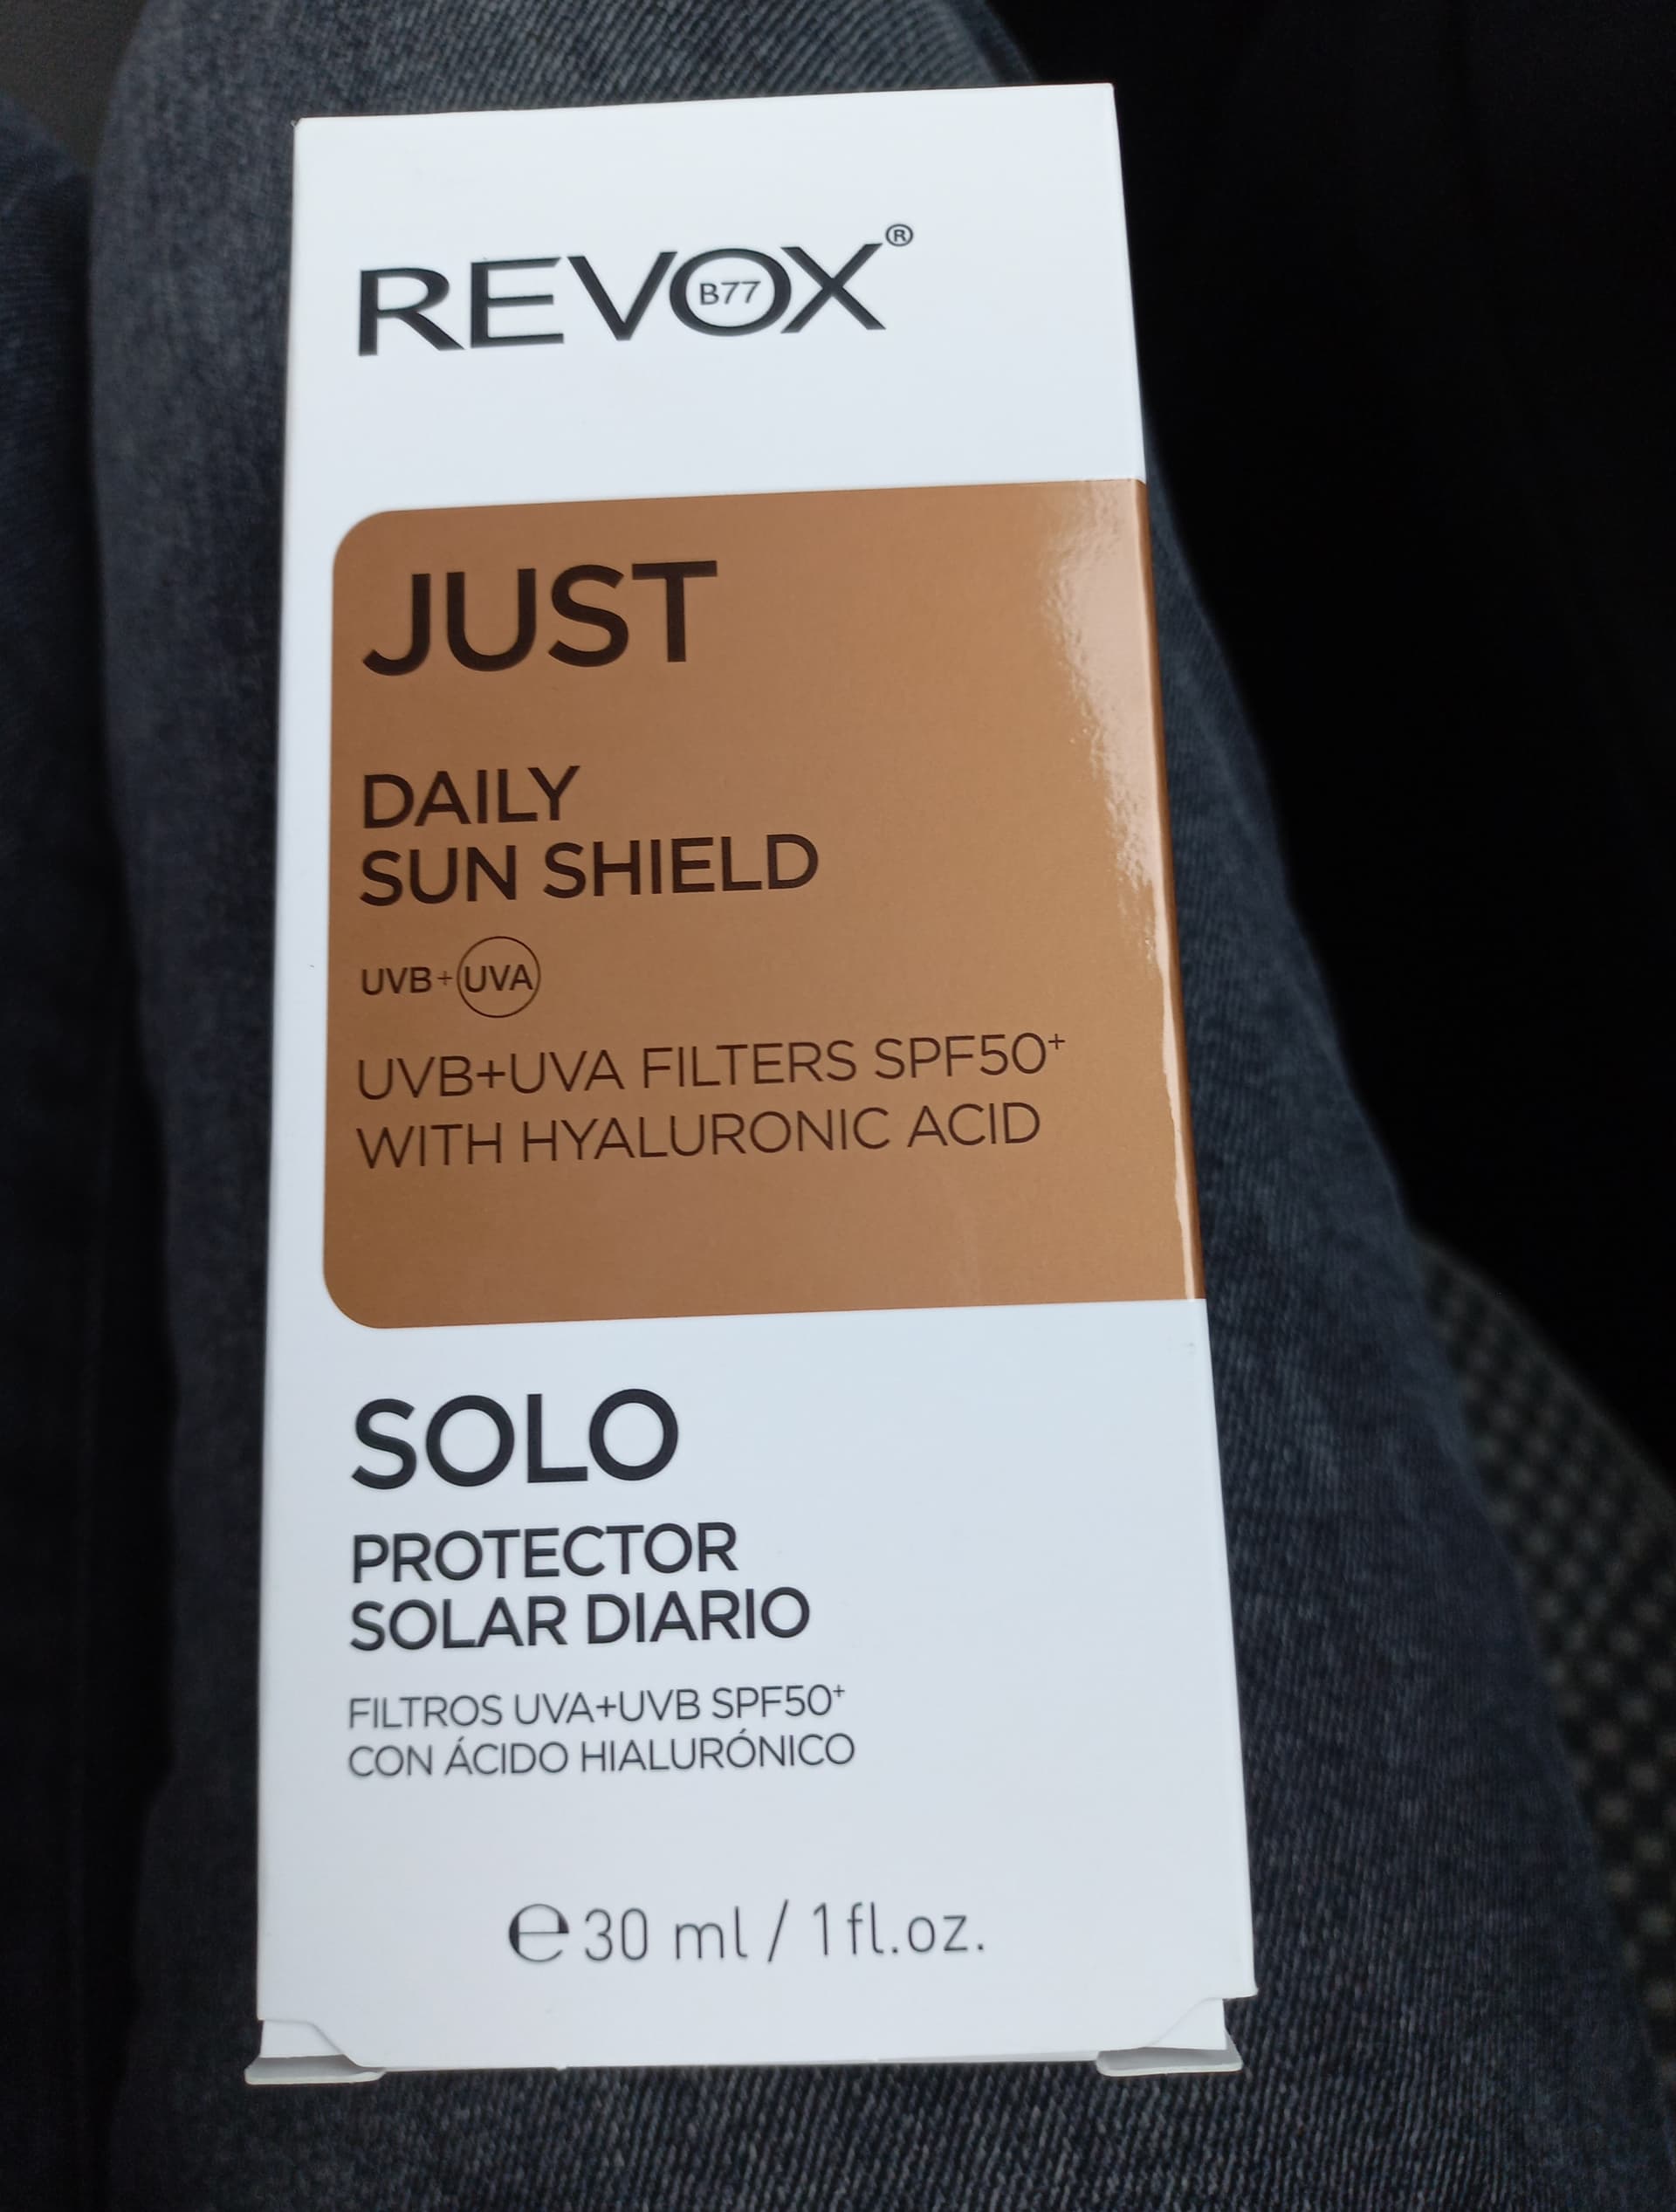 REVOX®
B77
JUST
DAILY
SUN SHIELD
UVB+UVA
UVB+UVA FILTERS SPF50+
WITH HYALURONIC ACID
SOLO
PROTECTOR
SOLAR DIARIO
FILTROS UVA+UVB SPF50+
CON ÁCIDO HIALURÓNICO
℮ 30 ml / 1 fl.oz.